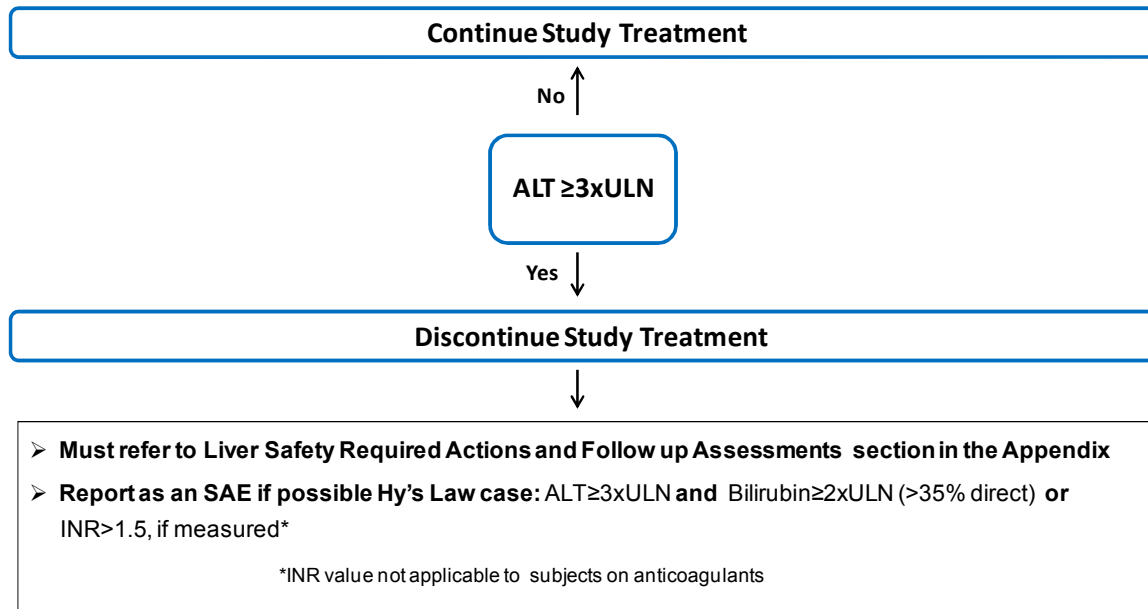 Continue Study Treatment
No
ALT ≥3xULN
Yes
Discontinue Study Treatment
➢ Must refer to Liver Safety Required Actions and Follow up Assessments section in the Appendix
➢ Report as an SAE if possible Hy's Law case: ALT≥3xULN and Bilirubin≥2xULN (>35% direct) or
INR>1.5, if measured*
*INR value not applicable to subjects on anticoagulants